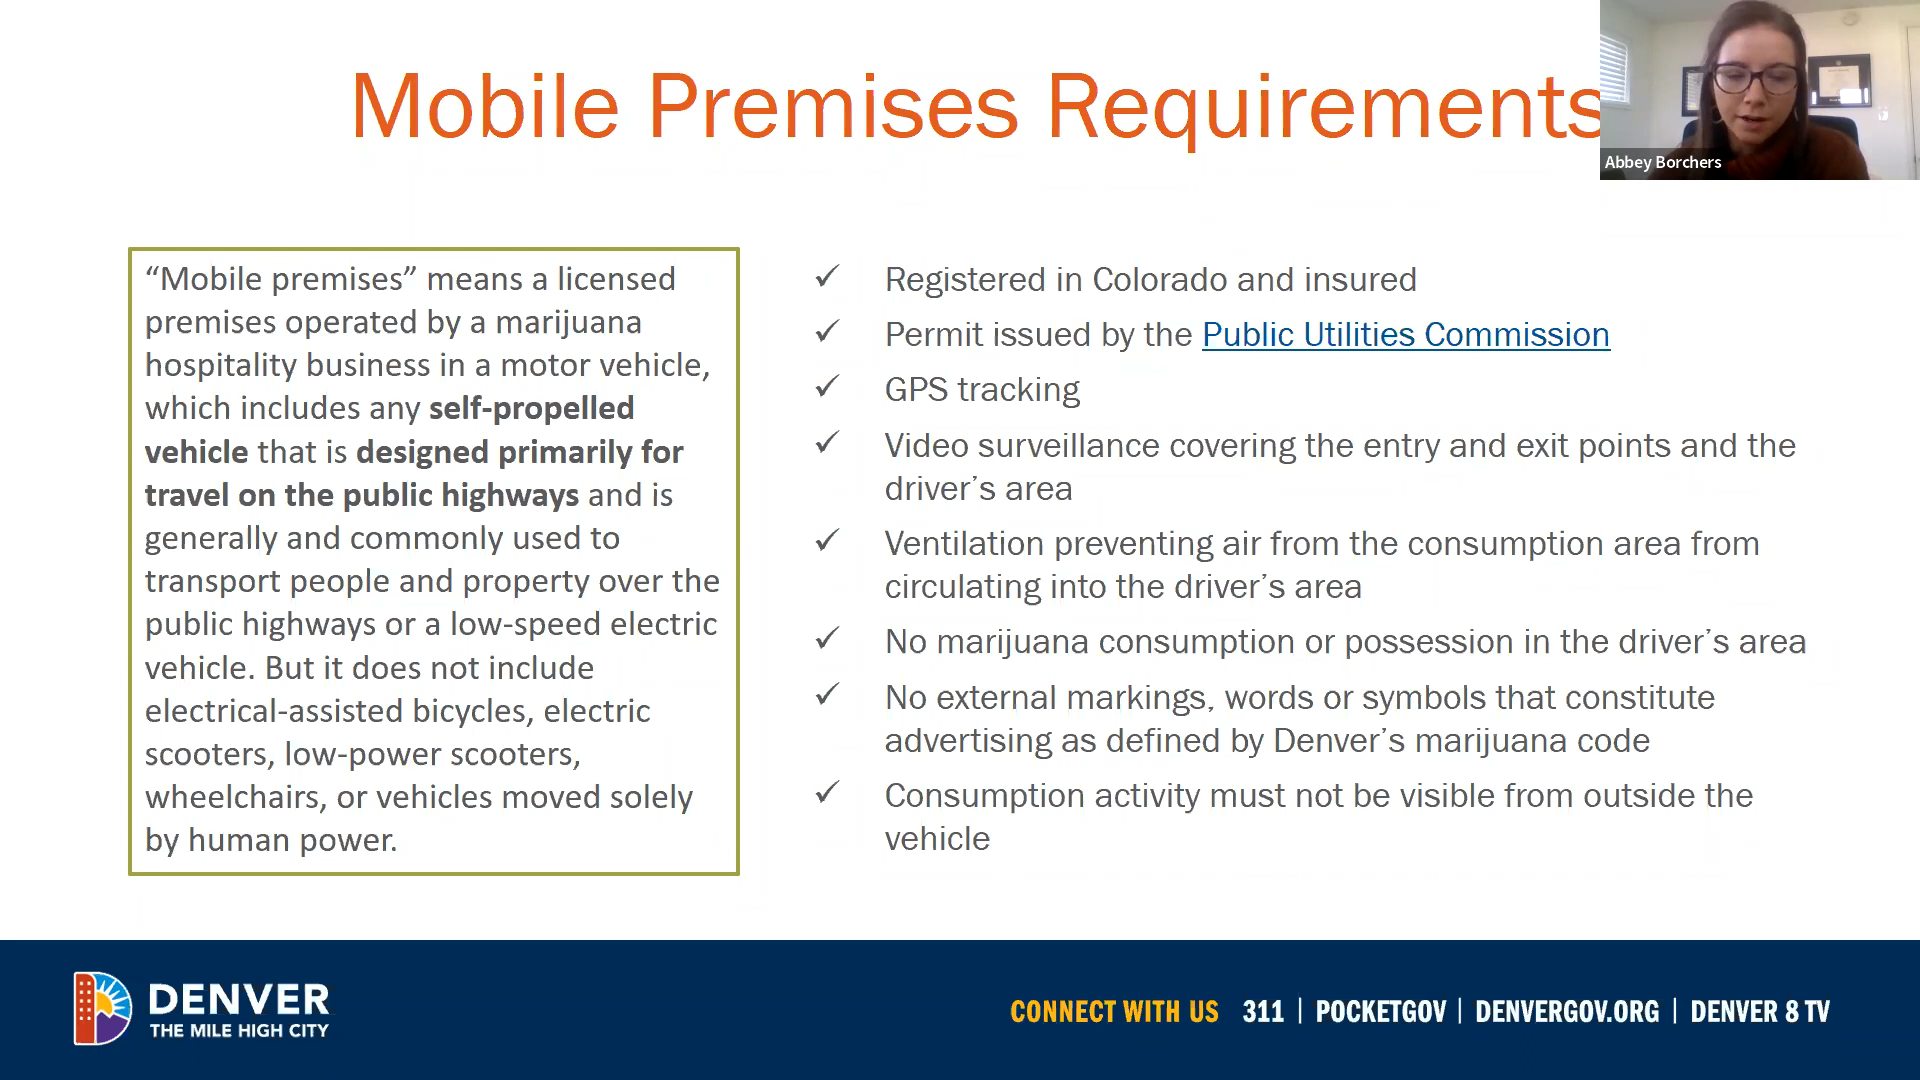 Mobile Premises Requirements
Abbey Borchers
“Mobile premises” means a licensed
premises operated by a marijuana
hospitality business in a motor vehicle,
which includes any self-propelled
vehicle that is designed primarily for
travel on the public highways and is
generally and commonly used to
transport people and property over the
public highways or a low-speed electric
vehicle. But it does not include
electrical-assisted bicycles, electric
scooters, low-power scooters,
wheelchairs, or vehicles moved solely
by human power.
✓ Registered in Colorado and insured
✓ Permit issued by the Public Utilities Commission
✓ GPS tracking
✓ Video surveillance covering the entry and exit points and the
driver’s area
✓ Ventilation preventing air from the consumption area from
circulating into the driver’s area
✓ No marijuana consumption or possession in the driver’s area
✓ No external markings, words or symbols that constitute
advertising as defined by Denver’s marijuana code
✓ Consumption activity must not be visible from outside the
vehicle
DENVER
THE MILE HIGH CITY
CONNECT WITH US 311 | POCKETGOV | DENVERGOV.ORG | DENVER 8 TV